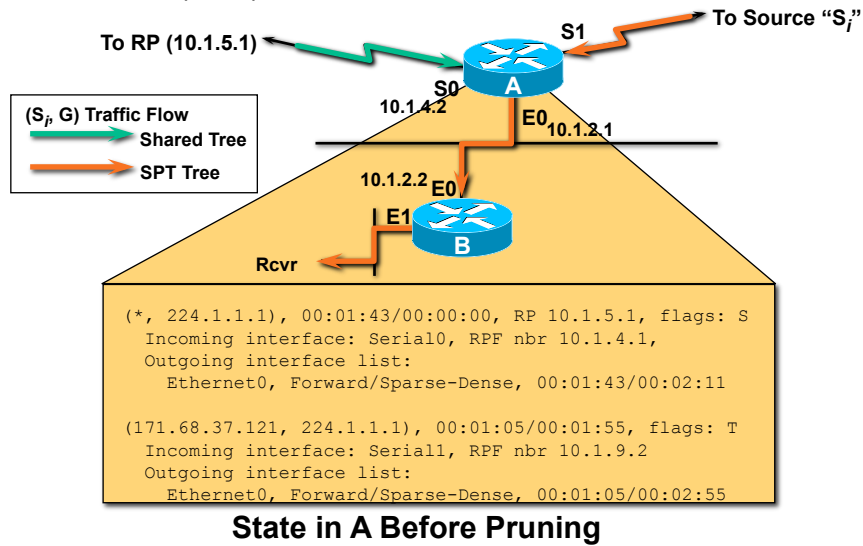 To Source "Si"
To RP (10.1.5.1)
S1
A
S0
10.1.4.2
E0
10.1.2.1
(Si, G) Traffic Flow
Shared Tree
SPT Tree
10.1.2.2
E0
E1
B
Rcvr
(*, 224.1.1.1), 00:01:43/00:00:00, RP 10.1.5.1, flags: S
Incoming interface: Serial0, RPF nbr 10.1.4.1,
Outgoing interface list:
Ethernet0, Forward/Sparse-Dense, 00:01:43/00:02:11
(171.68.37.121, 224.1.1.1), 00:01:05/00:01:55, flags: T
Incoming interface: Serial1, RPF nbr 10.1.9.2
Outgoing interface list:
Ethernet0, Forward/Sparse-Dense, 00:01:05/00:02:55
State in A Before Pruning